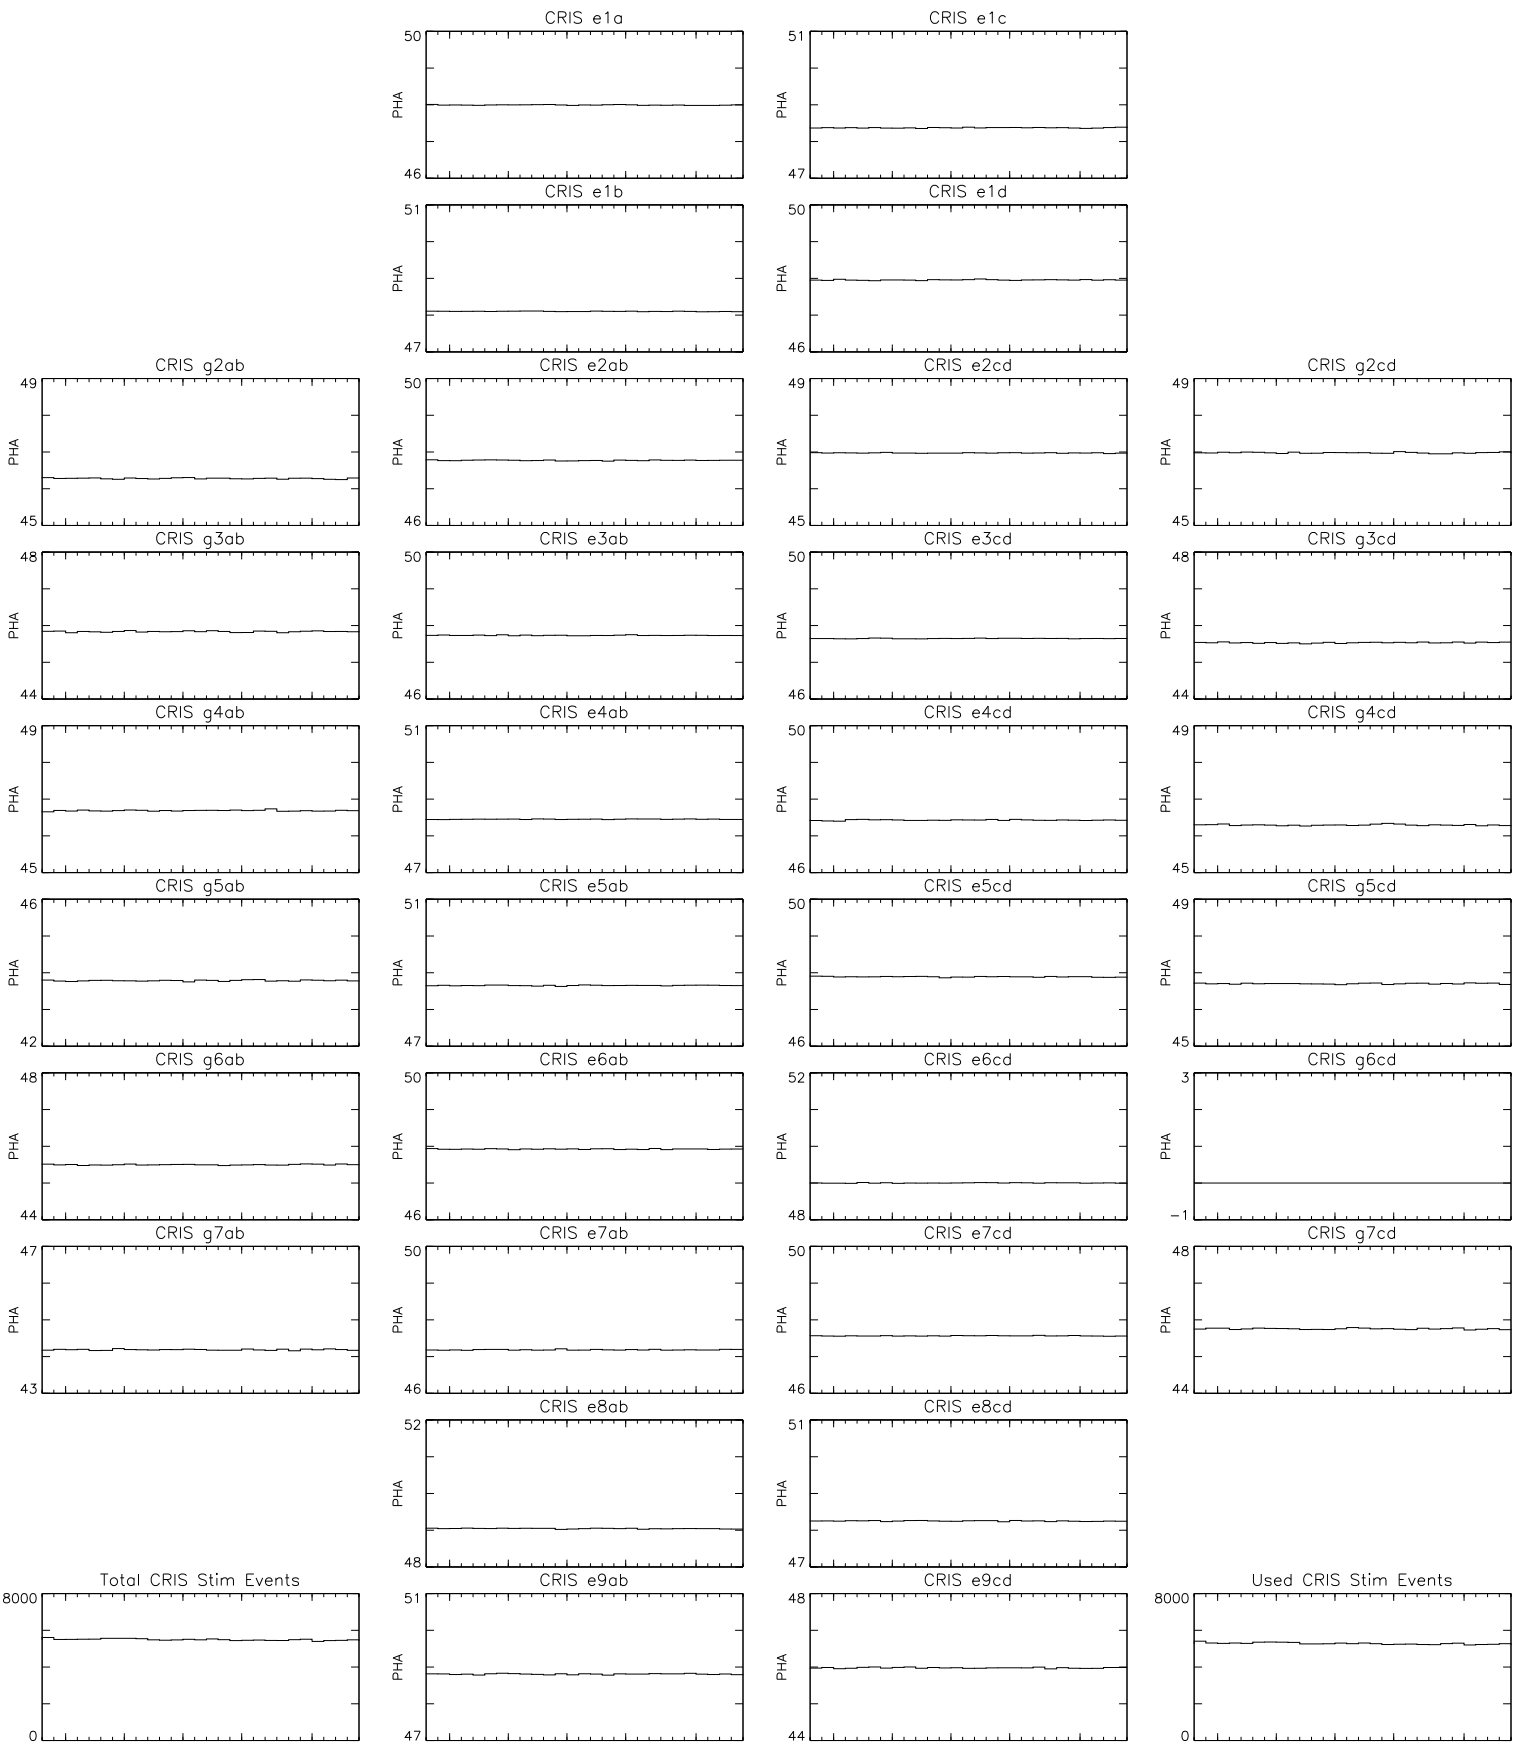 CRIS e1a
CRIS e1c
50
PHA
46
51
PHA
47
CRIS e1b
CRIS e1d
51
PHA
47
50
PHA
46
CRIS g2ab
CRIS e2ab
CRIS e2cd
CRIS g2cd
49
PHA
45
50
PHA
46
49
PHA
45
49
PHA
45
CRIS g3ab
CRIS e3ab
CRIS e3cd
CRIS g3cd
48
PHA
44
50
PHA
46
50
PHA
46
48
PHA
44
CRIS g4ab
CRIS e4ab
CRIS e4cd
CRIS g4cd
49
PHA
45
51
PHA
47
50
PHA
46
49
PHA
45
CRIS g5ab
CRIS e5ab
CRIS e5cd
CRIS g5cd
46
PHA
42
51
PHA
47
50
PHA
46
49
PHA
45
CRIS g6ab
CRIS e6ab
CRIS e6cd
CRIS g6cd
48
PHA
44
50
PHA
46
52
PHA
48
3
PHA
-1
CRIS g7ab
CRIS e7ab
CRIS e7cd
CRIS g7cd
47
PHA
43
50
PHA
46
50
PHA
46
48
PHA
44
CRIS e8ab
CRIS e8cd
52
PHA
48
51
PHA
47
Total CRIS Stim Events
CRIS e9ab
CRIS e9cd
Used CRIS Stim Events
8000
0
51
PHA
47
48
PHA
44
8000
0